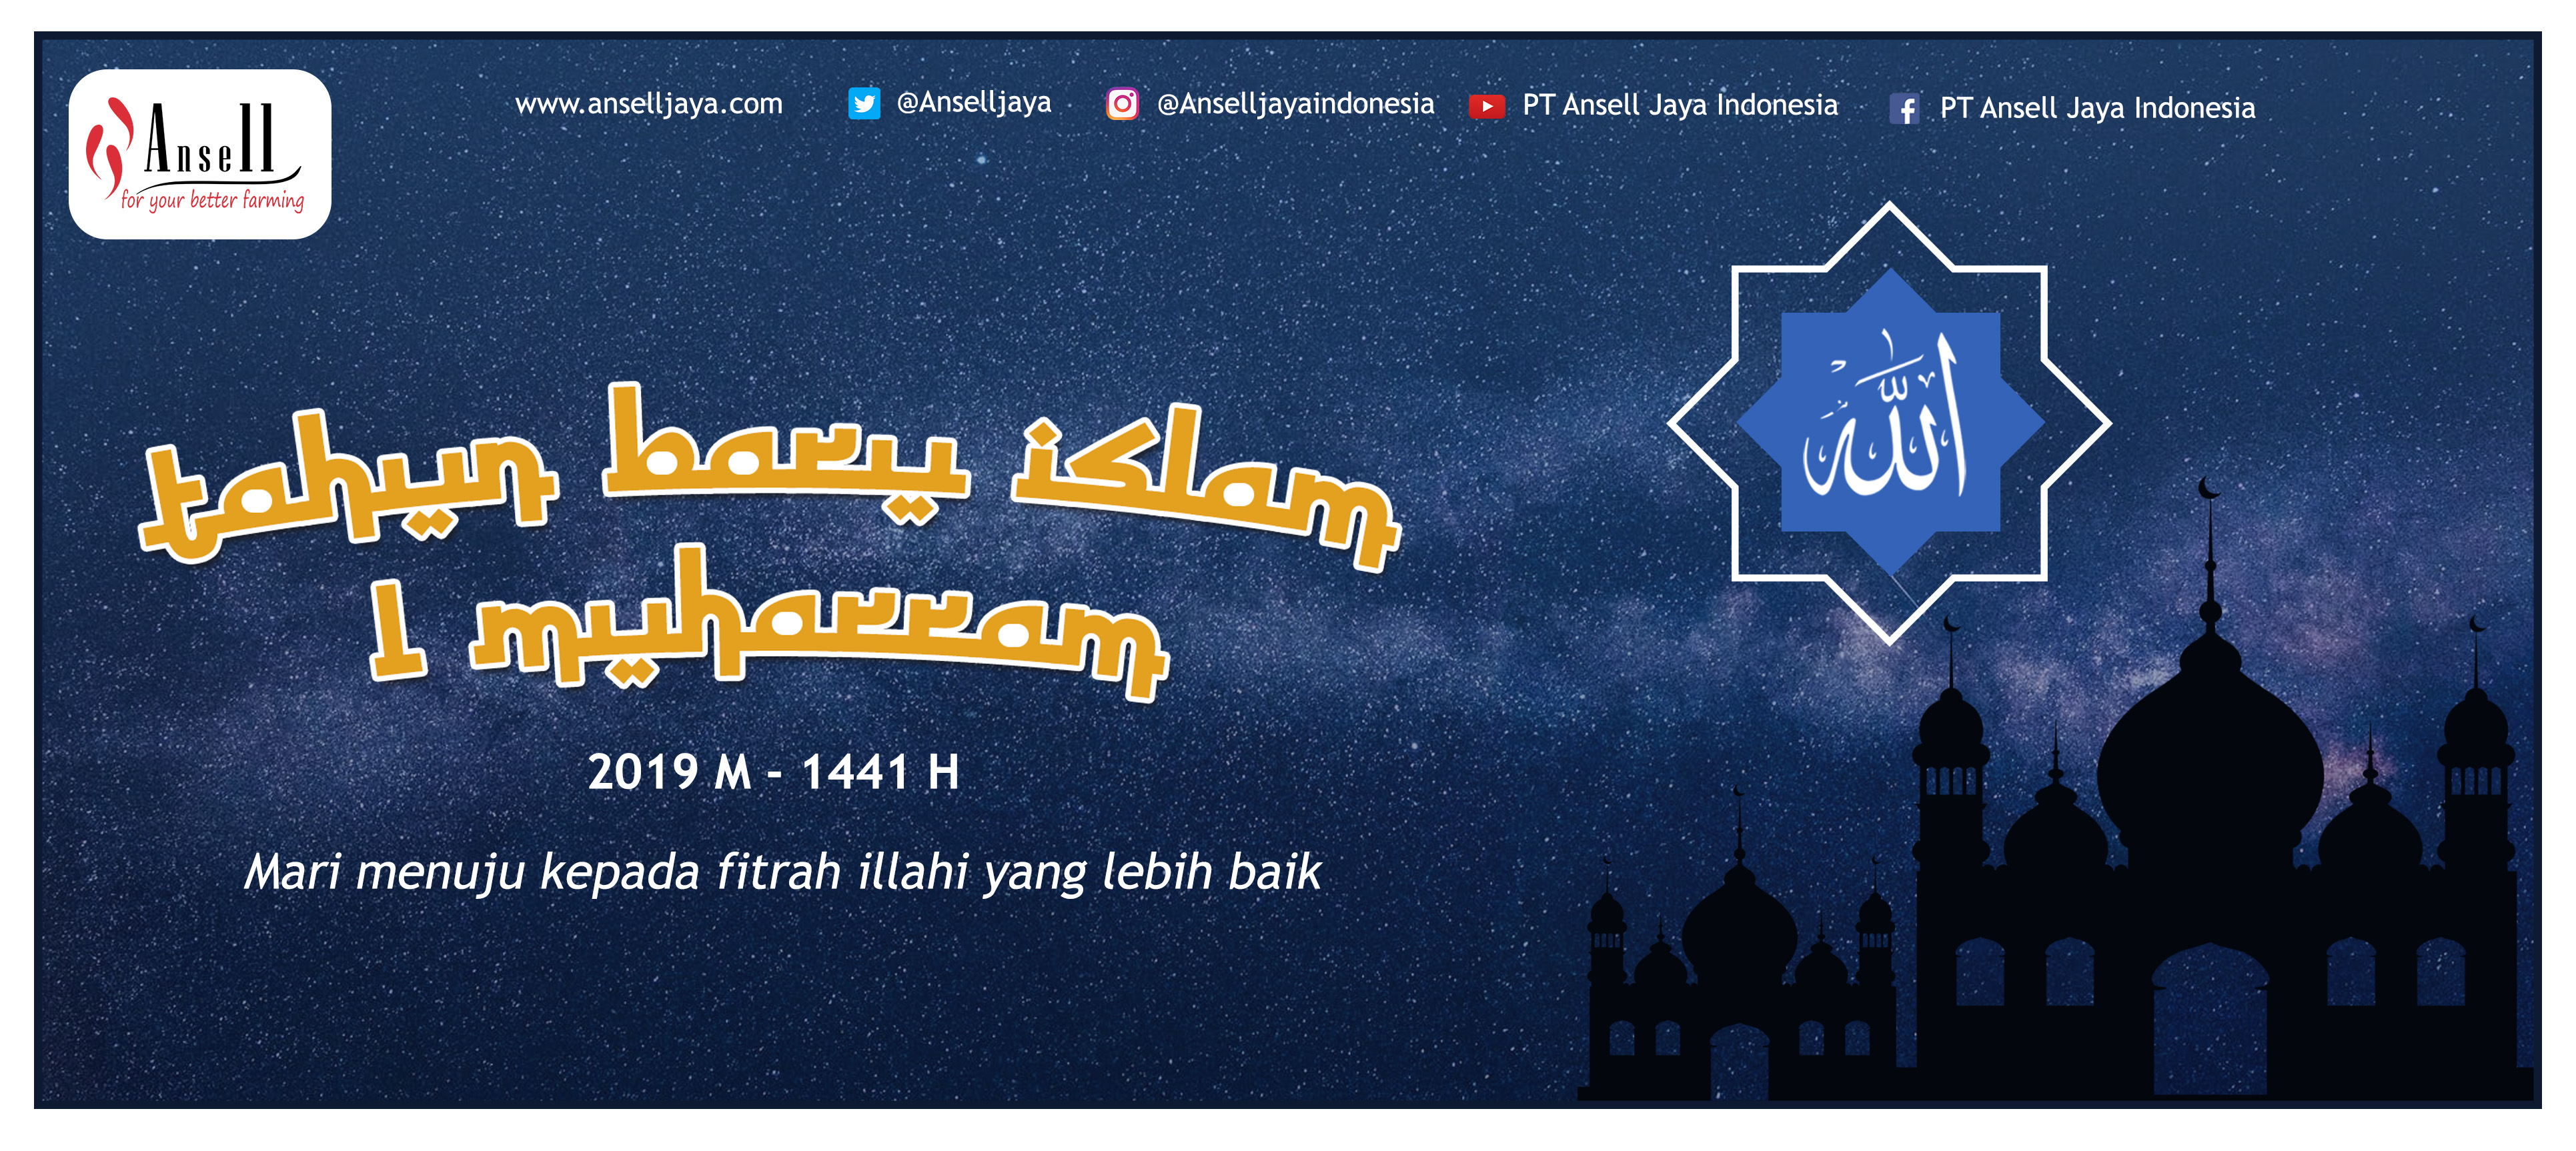 Ansell
for your better farming
www.anselljaya.com @Anselljaya @Anselljayaindonesia PT Ansell Jaya Indonesia PT Ansell Jaya Indonesia
الله
tahun baru islam
1 muharram
2019 M - 1441 H
Mari menuju kepada fitrah illahi yang lebih baik